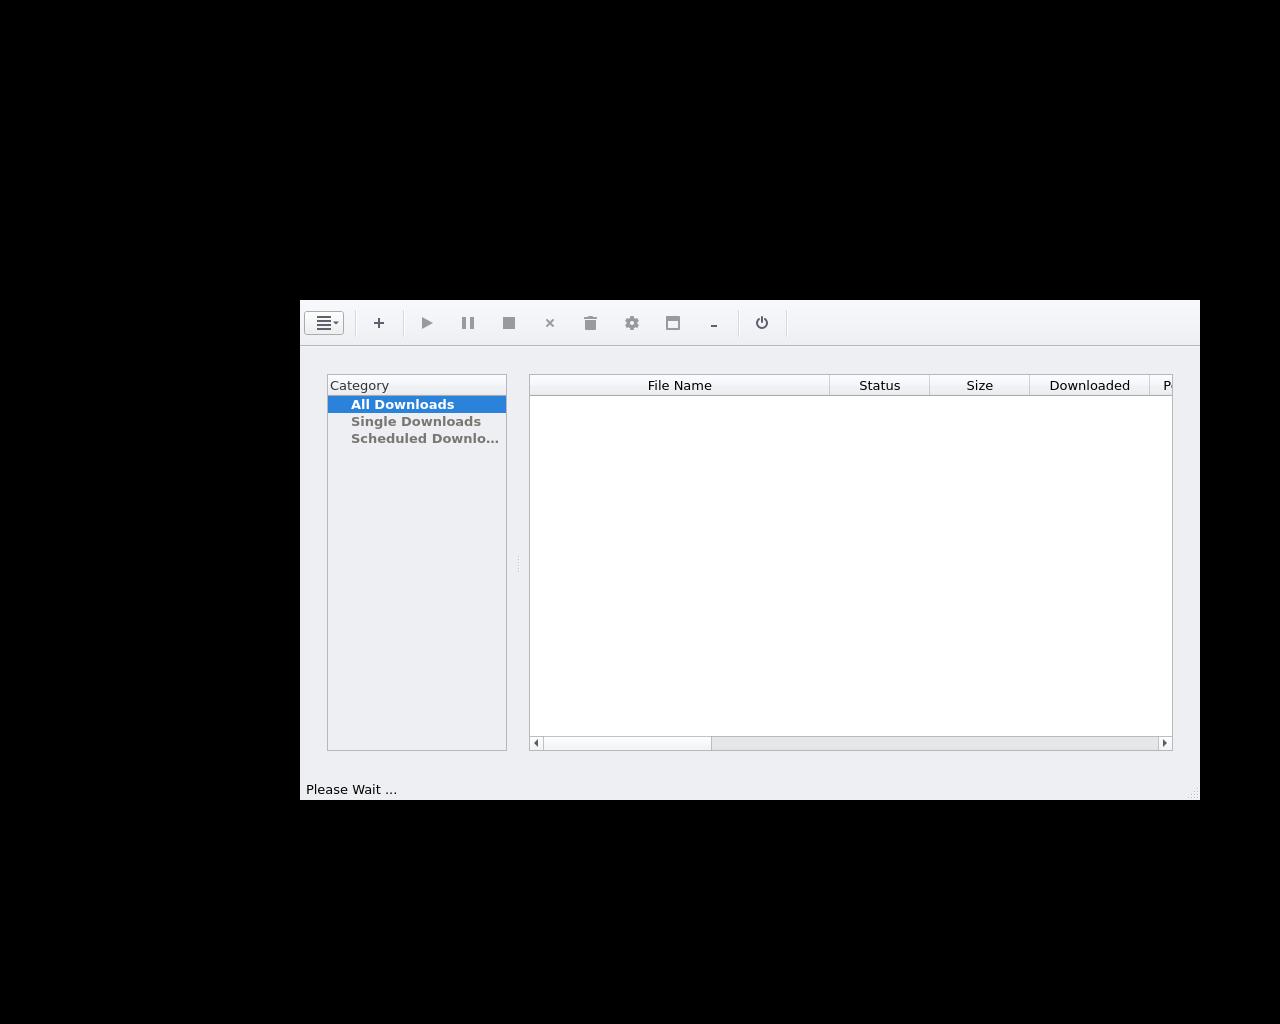 Category
All Downloads
Single Downloads
Scheduled Downlo...
File Name Status Size Downloaded
Please Wait ...